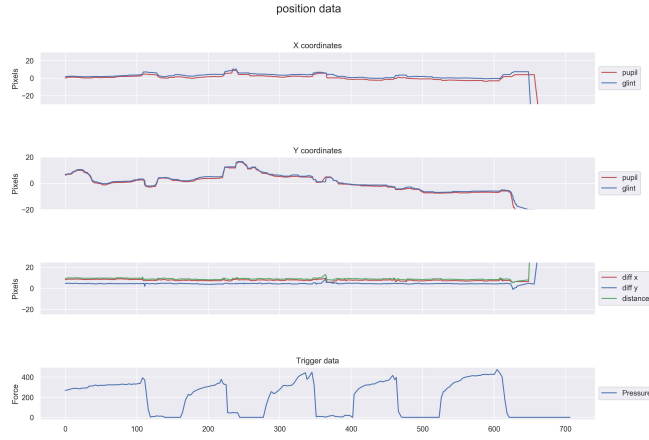 position data
X coordinates
20
0
−20
Pixels
pupil
glint
Y coordinates
20
0
−20
Pixels
pupil
glint
20
0
−20
Pixels
diff x
diff y
distance
Trigger data
400
200
0
Force
Pressure
0 100 200 300 400 500 600 700